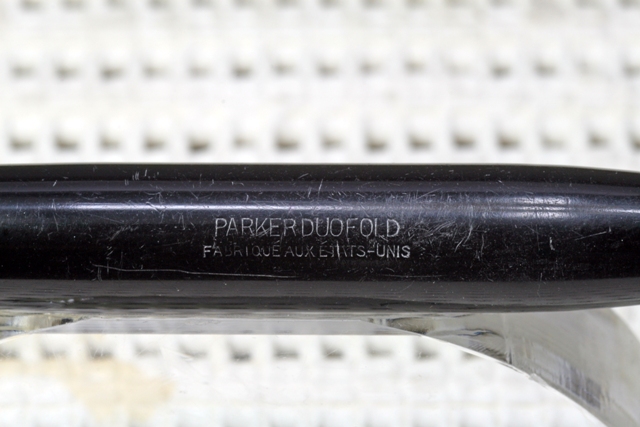 PARKER DUOFOLD
FABRIQUÉ AUX ÉTATS-UNIS